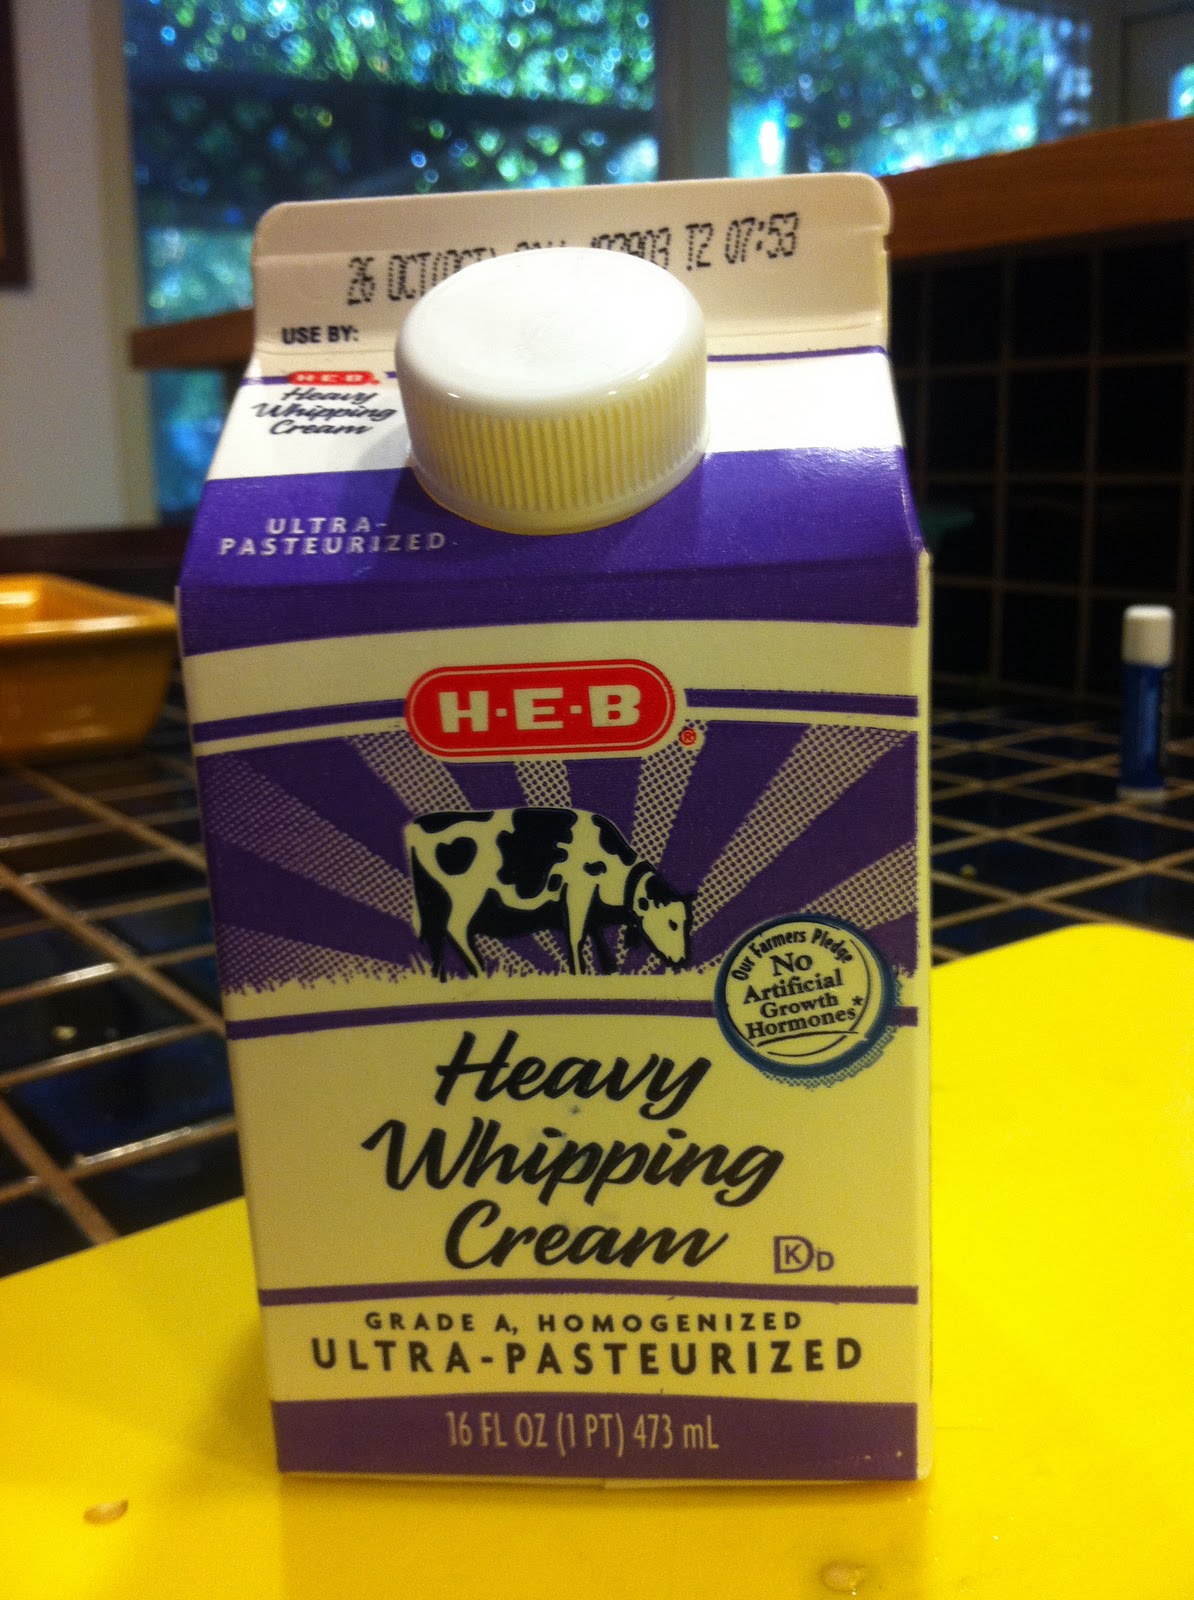 26 OCT(OCT) T2 07:53
USE BY:
H-E-B®
Heavy
Whipping
Cream
ULTRA-
PASTEURIZED
H·E·B®
Our Farmers Pledge
No
Artificial
Growth
Hormones*
Heavy
Whipping
Cream
K D
GRADE A, HOMOGENIZED
ULTRA-PASTEURIZED
16 FL OZ (1 PT) 473 mL